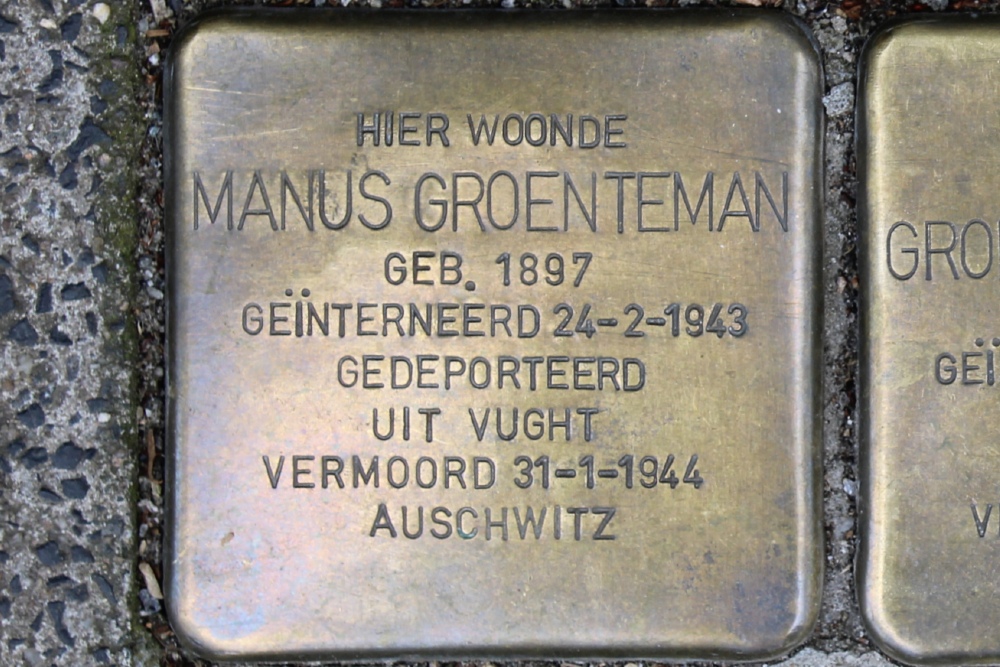 HIER WOONDE
MANUS GROENTEMAN
GEB. 1897
GEÏNTERNEERD 24-2-1943
GEDEPORTEERD
UIT VUGHT
VERMOORD 31-1-1944
AUSCHWITZ